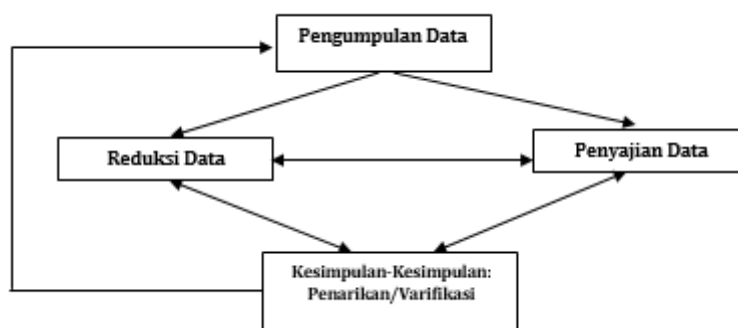 Pengumpulan Data
Reduksi Data
Penyajian Data
Kesimpulan-Kesimpulan:
Penarikan/Varifikasi